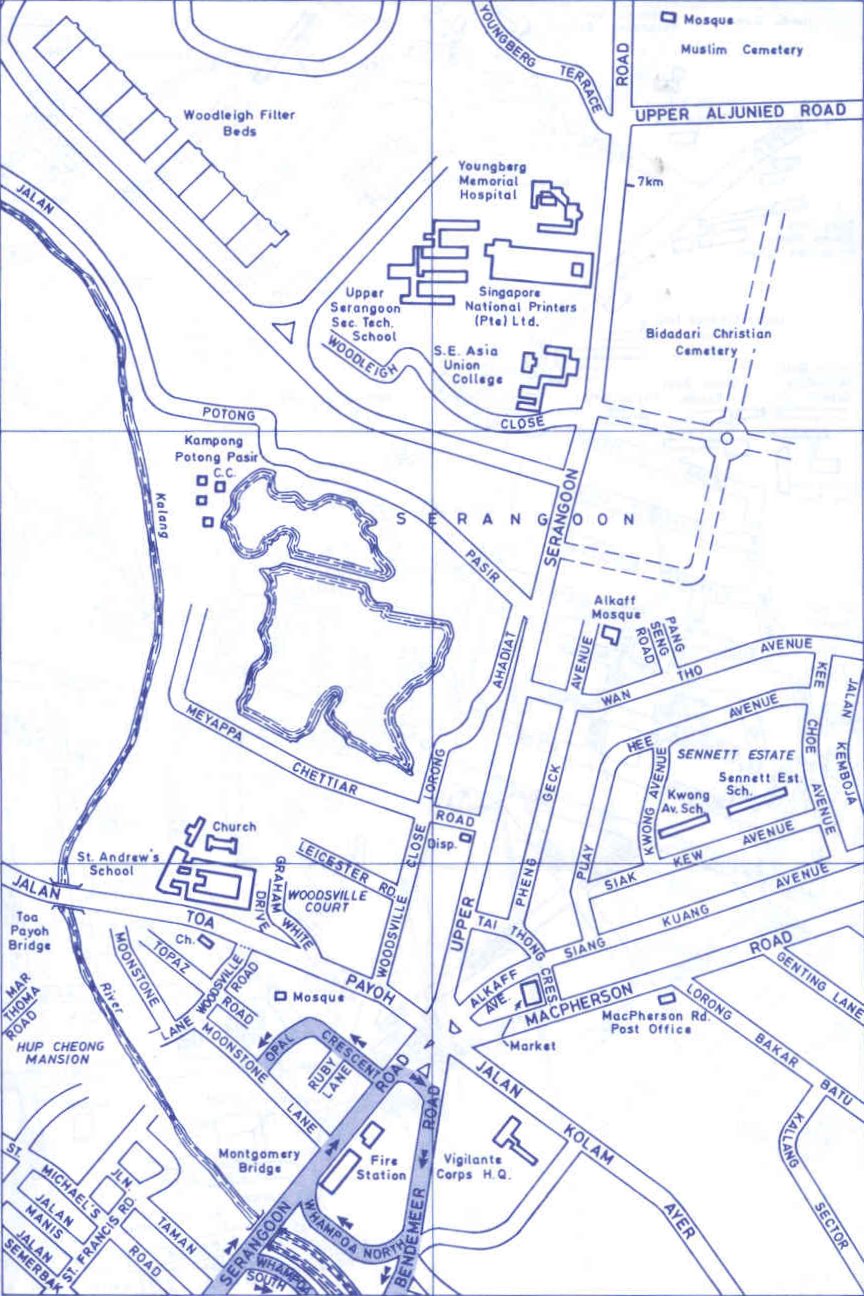 Mosque
Muslim Cemetery
YOUNGBERG TERRACE
ROAD
UPPER ALJUNIED ROAD
Woodleigh Filter
Beds
7km
Youngberg
Memorial
Hospital
JALAN
Upper
Serangoon
Sec. Tech.
School
Singapore
National Printers
(Pte) Ltd.
Bidadari Christian
Cemetery
WOODLEIGH
S.E. Asia
Union
College
CLOSE
POTONG
Kampong
Potong Pasir
C.C.
Kalang
SERANGOON
SERANGOON
PASIR
Alkaff
Mosque
PANG
SENG
ROAD
AVENUE
AHADIAT
WAN
THO
AVENUE
KEE
JALAN
KEMBOJA
MEYAPPA
CHETTIAR
LORONG
ROAD
GECK
HEE
AVENUE
CHOE
AVENUE
SENNETT ESTATE
Sennett Est.
Sch.
Kwong
Av. Sch.
KWONG AVENUE
Disp.
CLOSE
Church
St. Andrew's
School
LEICESTER RD.
GRAHAM
WHITE
DRIVE
WOODSVILLE
COURT
WOODSVILLE
PUAY
SIAK
KEW
AVENUE
PHENG
UPPER
TAI THONG
CRES
SIANG
KUANG
AVENUE
JALAN
TOA
PAYOH
Toa
Payoh
Bridge
Ch.
MOONSTONE
LANE
TOPAZ
ROAD
WOODSVILLE
ROAD
Mosque
MAR
THOMA
ROAD
River
ALKAFF
AVE.
MACPHERSON
ROAD
MacPherson Rd.
Post Office
Market
GENTING LANE
LORONG
BAKAR
BATU
HUP CHEONG
MANSION
MOONSTONE
LANE
OPAL
CRESCENT
RUBY
LANE
ROAD
ROAD
JALAN
KOLAM
AYER
KALLANG
SECTOR
Montgomery
Bridge
Fire
Station
Vigilante
Corps H.Q.
ST.
MICHAEL'S
ROAD
JALAN
MANIS
JALAN
SEMERBAK
ST. FRANCIS RD.
JLN.
TAMAN
SERANGOON
WHAMPOA NORTH
WHAMPOA
SOUTH
BENDEMEER